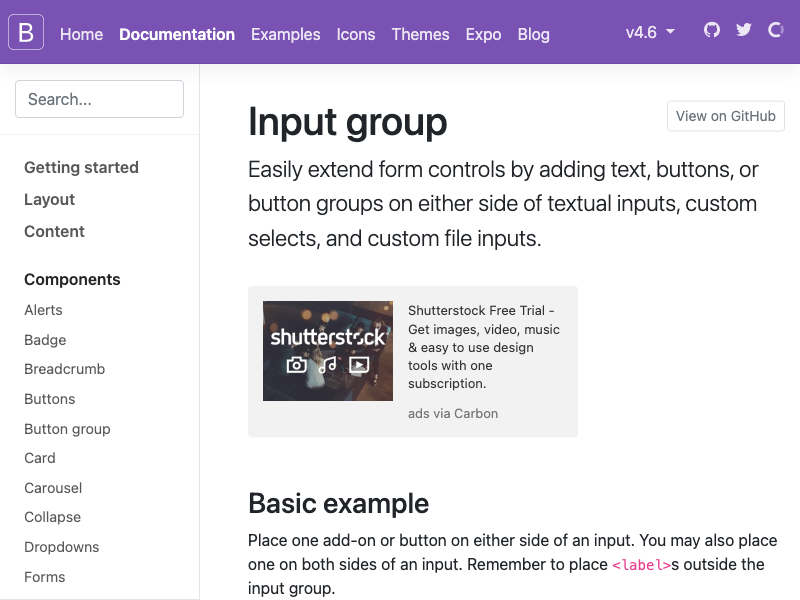 B Home Documentation Examples Icons Themes Expo Blog v4.6
Search...
Getting started
Layout
Content
Components
Alerts
Badge
Breadcrumb
Buttons
Button group
Card
Carousel
Collapse
Dropdowns
Forms
Input group
View on GitHub
Easily extend form controls by adding text, buttons, or
button groups on either side of textual inputs, custom
selects, and custom file inputs.
shutterstock
Shutterstock Free Trial -
Get images, video, music
& easy to use design
tools with one
subscription.
ads via Carbon
Basic example
Place one add-on or button on either side of an input. You may also place
one on both sides of an input. Remember to place <label>s outside the
input group.